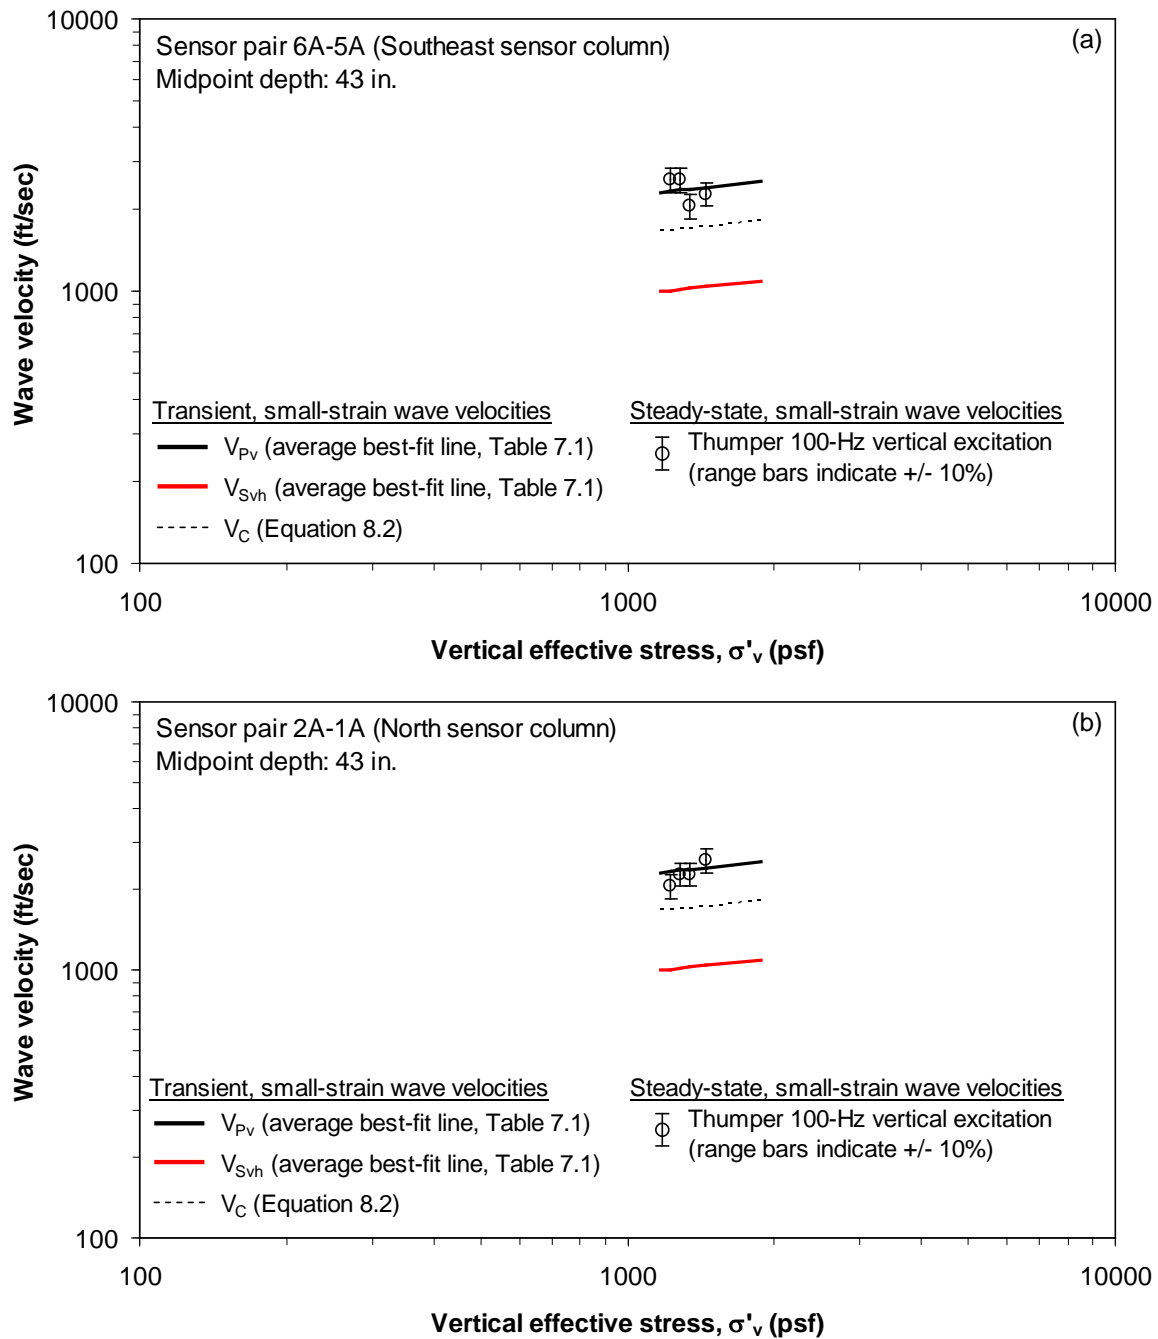 10000
Sensor pair 6A-5A (Southeast sensor column)
(a)
Midpoint depth: 43 in.
Wave velocity (ft/sec)
1000
Transient, small-strain wave velocities
Steady-state, small-strain wave velocities
V_Pv (average best-fit line, Table 7.1)
Thumper 100-Hz vertical excitation
(range bars indicate +/- 10%)
V_Svh (average best-fit line, Table 7.1)
V_C (Equation 8.2)
100
100 1000 10000
Vertical effective stress, σ'v (psf)
10000
Sensor pair 2A-1A (North sensor column)
(b)
Midpoint depth: 43 in.
Wave velocity (ft/sec)
1000
Transient, small-strain wave velocities
Steady-state, small-strain wave velocities
V_Pv (average best-fit line, Table 7.1)
Thumper 100-Hz vertical excitation
(range bars indicate +/- 10%)
V_Svh (average best-fit line, Table 7.1)
V_C (Equation 8.2)
100
100 1000 10000
Vertical effective stress, σ'v (psf)